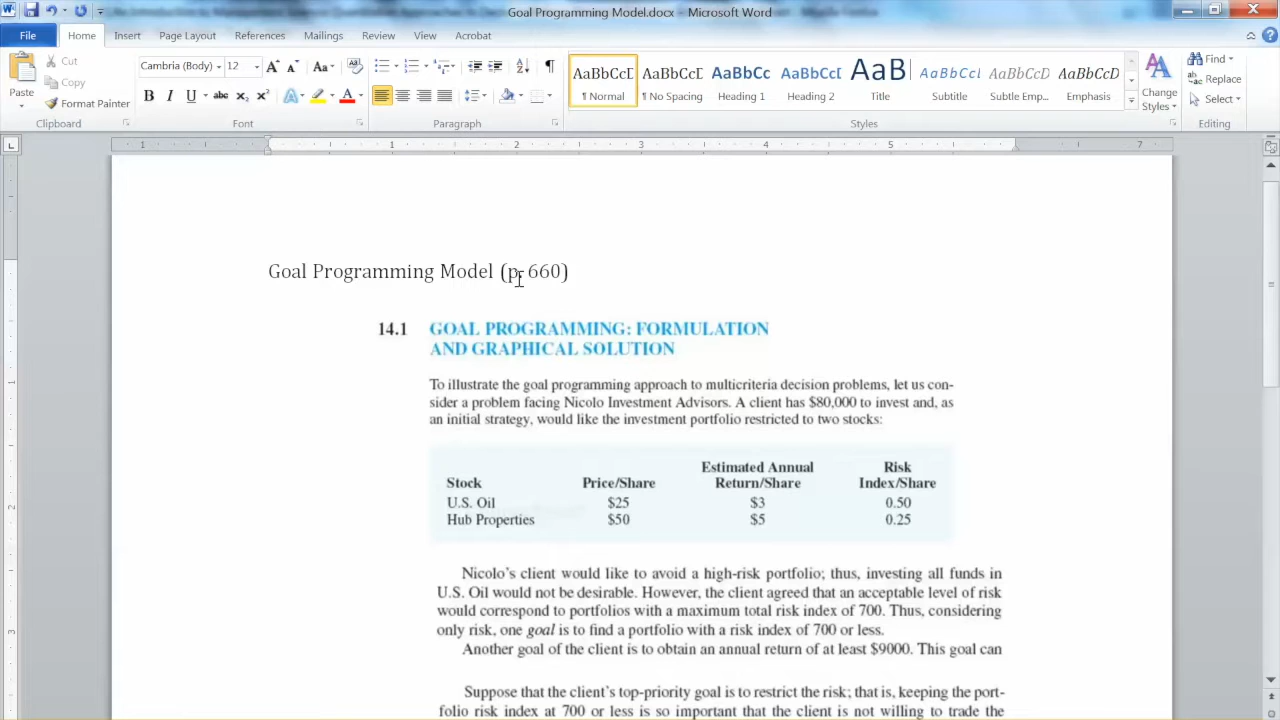 Goal Programming Model.docx - Microsoft Word
File Home Insert Page Layout References Mailings Review View Acrobat
Paste
Cut
Copy
Format Painter
Clipboard
Cambria (Body) 12
Font
Paragraph
AaBbCcD AaBbCcD AaBbCc AaBbCcD AaB AaBbCcI AaBbCcD AaBbCcD
¶ Normal ¶ No Spacing Heading 1 Heading 2 Title Subtitle Subtle Emp... Emphasis
Change Styles
Styles
Find
Replace
Select
Editing
1 1 2 3 4 5 7
Goal Programming Model (p. 660)
14.1 GOAL PROGRAMMING: FORMULATION
AND GRAPHICAL SOLUTION
To illustrate the goal programming approach to multicriteria decision problems, let us con-
sider a problem facing Nicolo Investment Advisors. A client has $80,000 to invest and, as
an initial strategy, would like the investment portfolio restricted to two stocks:
Estimated Annual Risk
Stock Price/Share Return/Share Index/Share
U.S. Oil $25 $3 0.50
Hub Properties $50 $5 0.25
Nicolo's client would like to avoid a high-risk portfolio; thus, investing all funds in
U.S. Oil would not be desirable. However, the client agreed that an acceptable level of risk
would correspond to portfolios with a maximum total risk index of 700. Thus, considering
only risk, one goal is to find a portfolio with a risk index of 700 or less.
Another goal of the client is to obtain an annual return of at least $9000. This goal can
Suppose that the client's top-priority goal is to restrict the risk; that is, keeping the port-
folio risk index at 700 or less is so important that the client is not willing to trade the